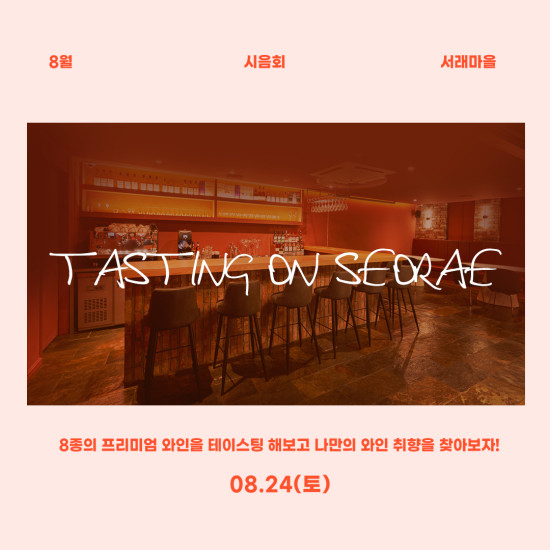 8월 시음회 서래마을
TASTING ON SEORAE
8종의 프리미엄 와인을 테이스팅 해보고 나만의 와인 취향을 찾아보자!
08.24(토)